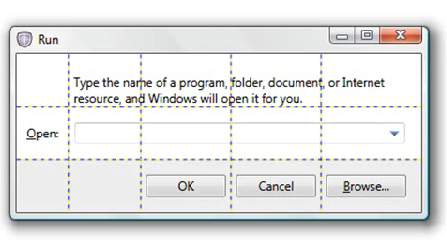 Run
Type the name of a program, folder, document, or Internet
resource, and Windows will open it for you.
Open:
OK Cancel Browse...